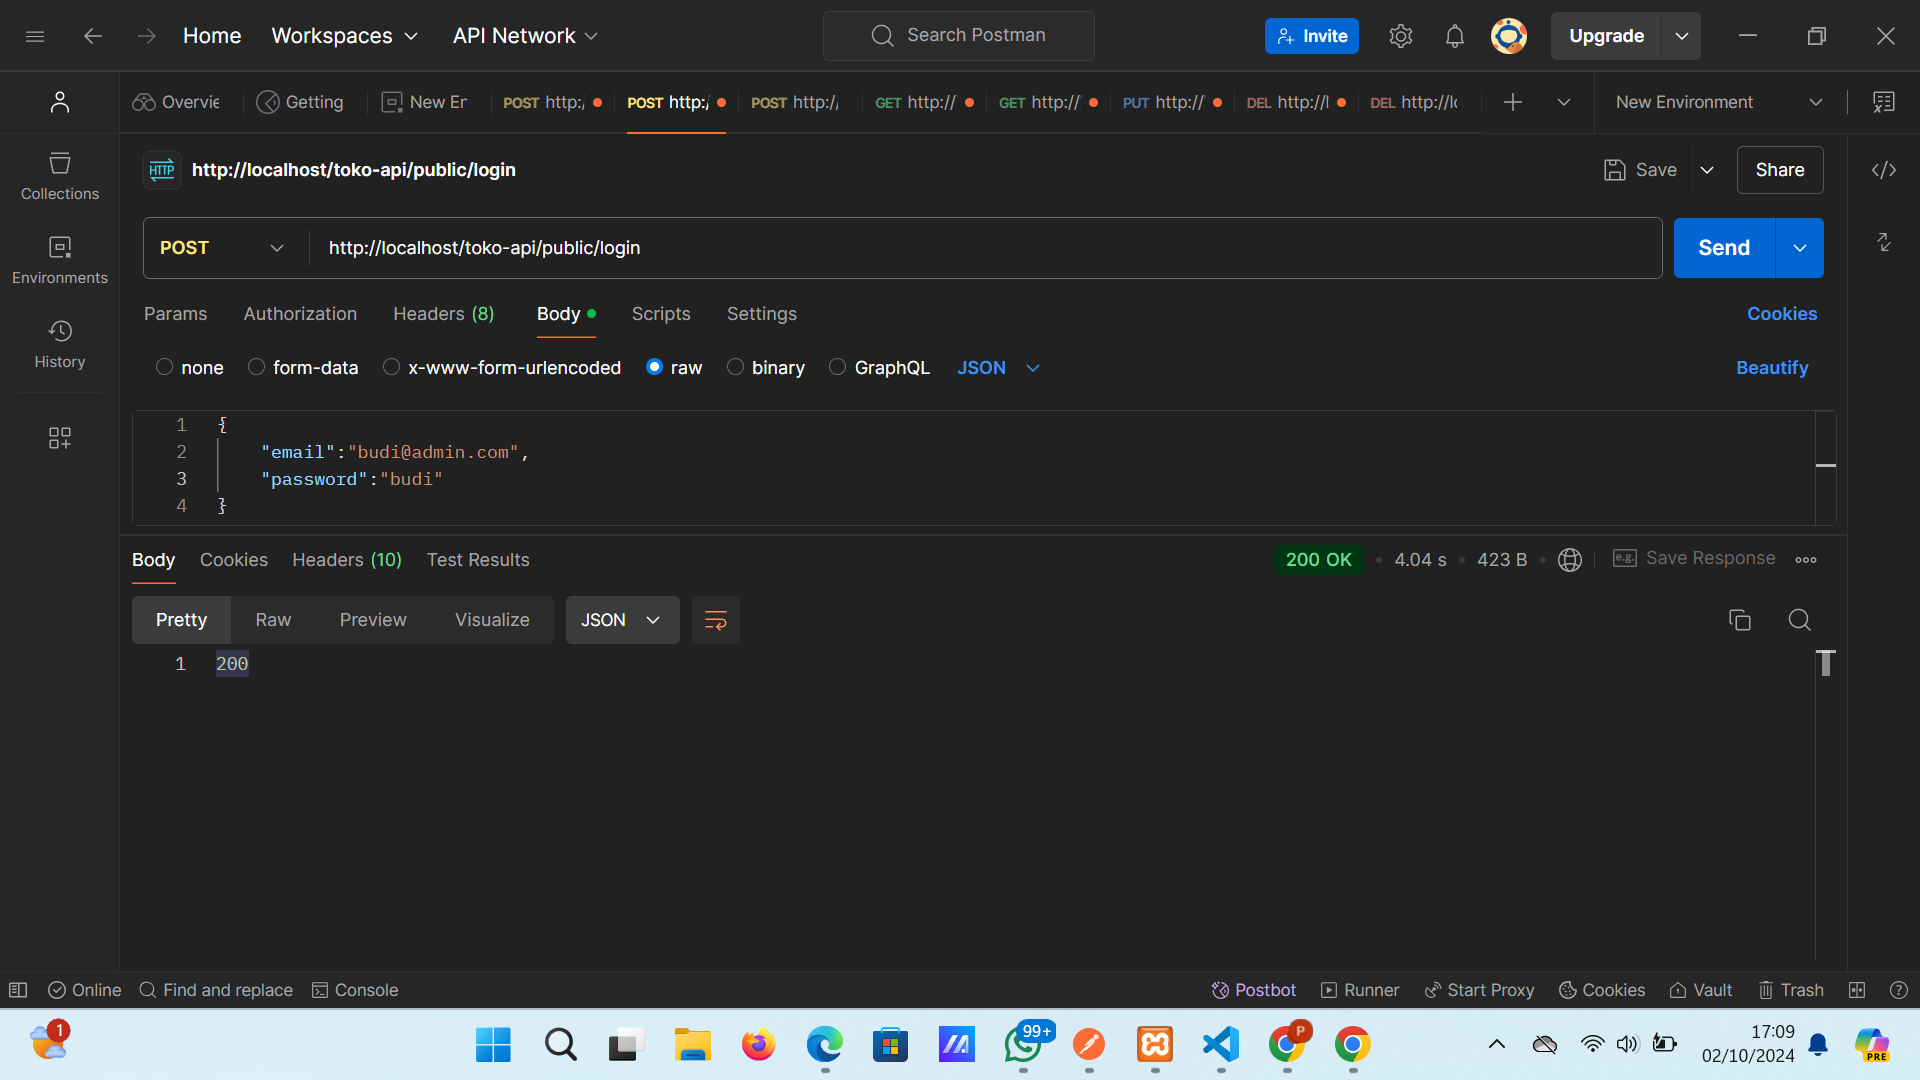 Home
Workspaces
API Network
Search Postman
Invite
Upgrade
Overvie
Getting
New Er
POST http:/
POST http:/
POST http:/
GET http://
GET http://
PUT http://
DEL http://l
DEL http://lo
New Environment
Collections
Environments
History
HTTP http://localhost/toko-api/public/login
Save
Share
POST
http://localhost/toko-api/public/login
Send
Params
Authorization
Headers (8)
Body
Scripts
Settings
Cookies
none
form-data
x-www-form-urlencoded
raw
binary
GraphQL
JSON
Beautify
1 {
2 "email":"budi@admin.com",
3 "password":"budi"
4 }
Body
Cookies
Headers (10)
Test Results
200 OK
4.04 s
423 B
e.g. Save Response
Pretty
Raw
Preview
Visualize
JSON
1 200
Online
Find and replace
Console
Postbot
Runner
Start Proxy
Cookies
Vault
Trash
1
99+
P
17:09
02/10/2024
PRE